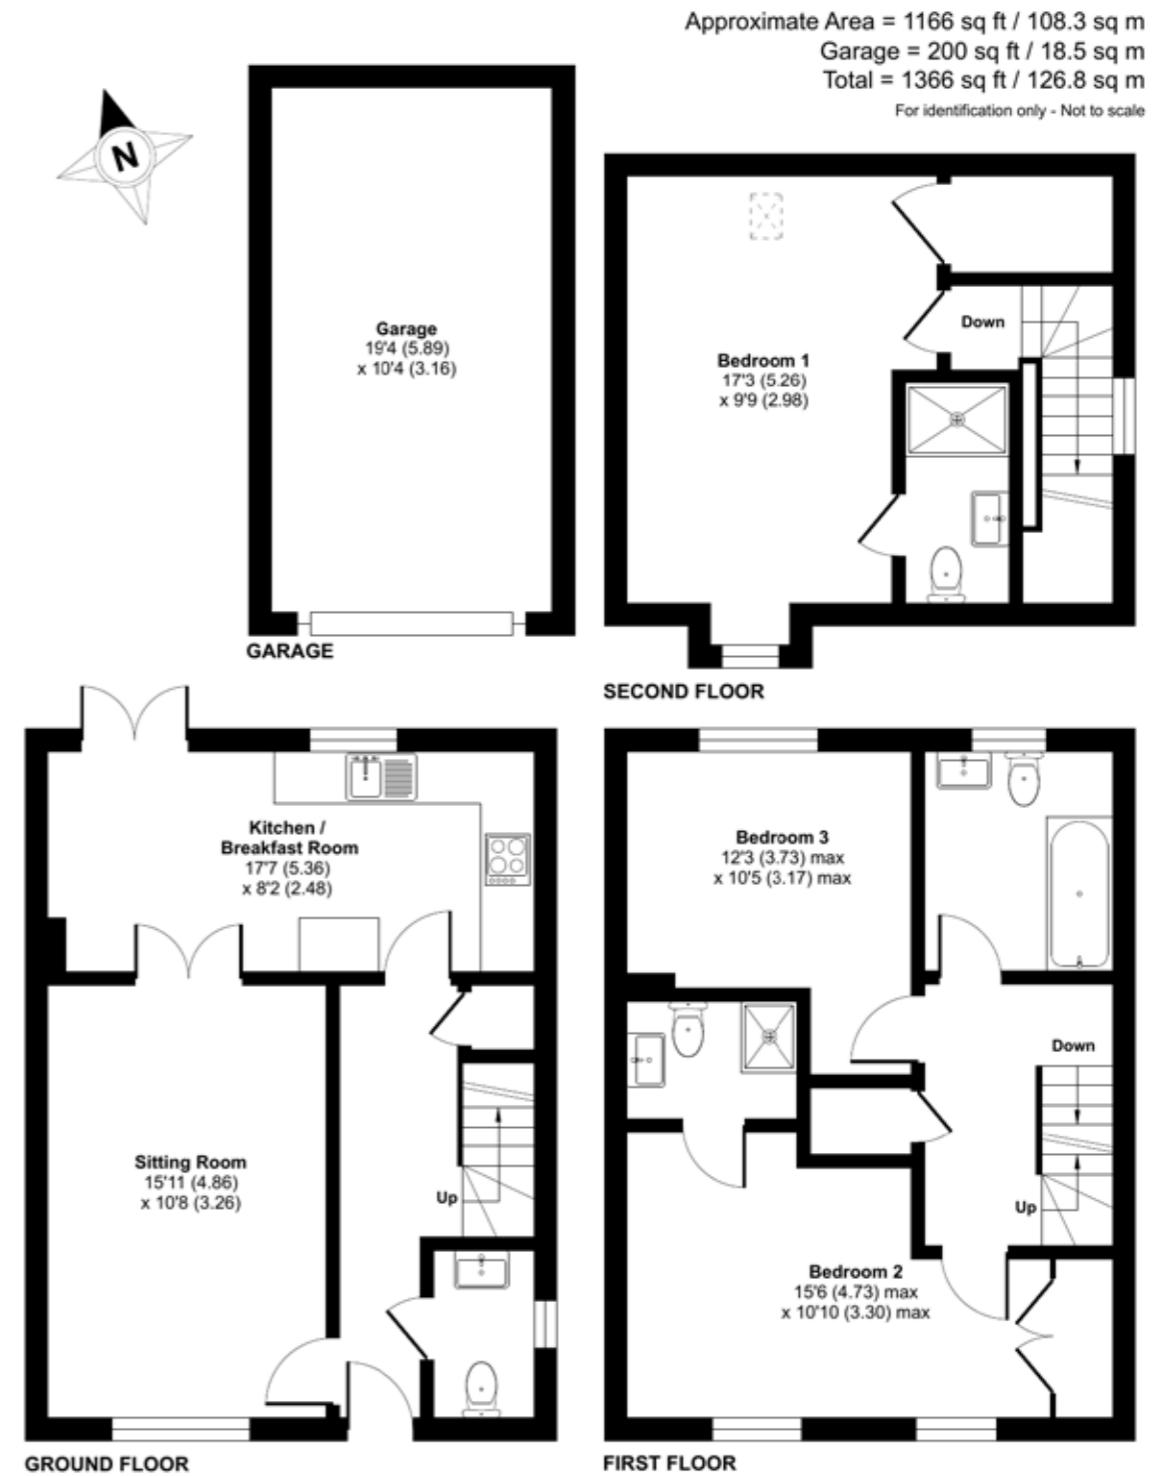 Approximate Area = 1166 sq ft / 108.3 sq m
Garage = 200 sq ft / 18.5 sq m
Total = 1366 sq ft / 126.8 sq m
For identification only - Not to scale
N
Garage
19'4 (5.89)
x 10'4 (3.16)
GARAGE
Down
Bedroom 1
17'3 (5.26)
x 9'9 (2.98)
SECOND FLOOR
Kitchen /
Breakfast Room
17'7 (5.36)
x 8'2 (2.48)
Sitting Room
15'11 (4.86)
x 10'8 (3.26)
Up
GROUND FLOOR
Bedroom 3
12'3 (3.73) max
x 10'5 (3.17) max
Down
Up
Bedroom 2
15'6 (4.73) max
x 10'10 (3.30) max
FIRST FLOOR